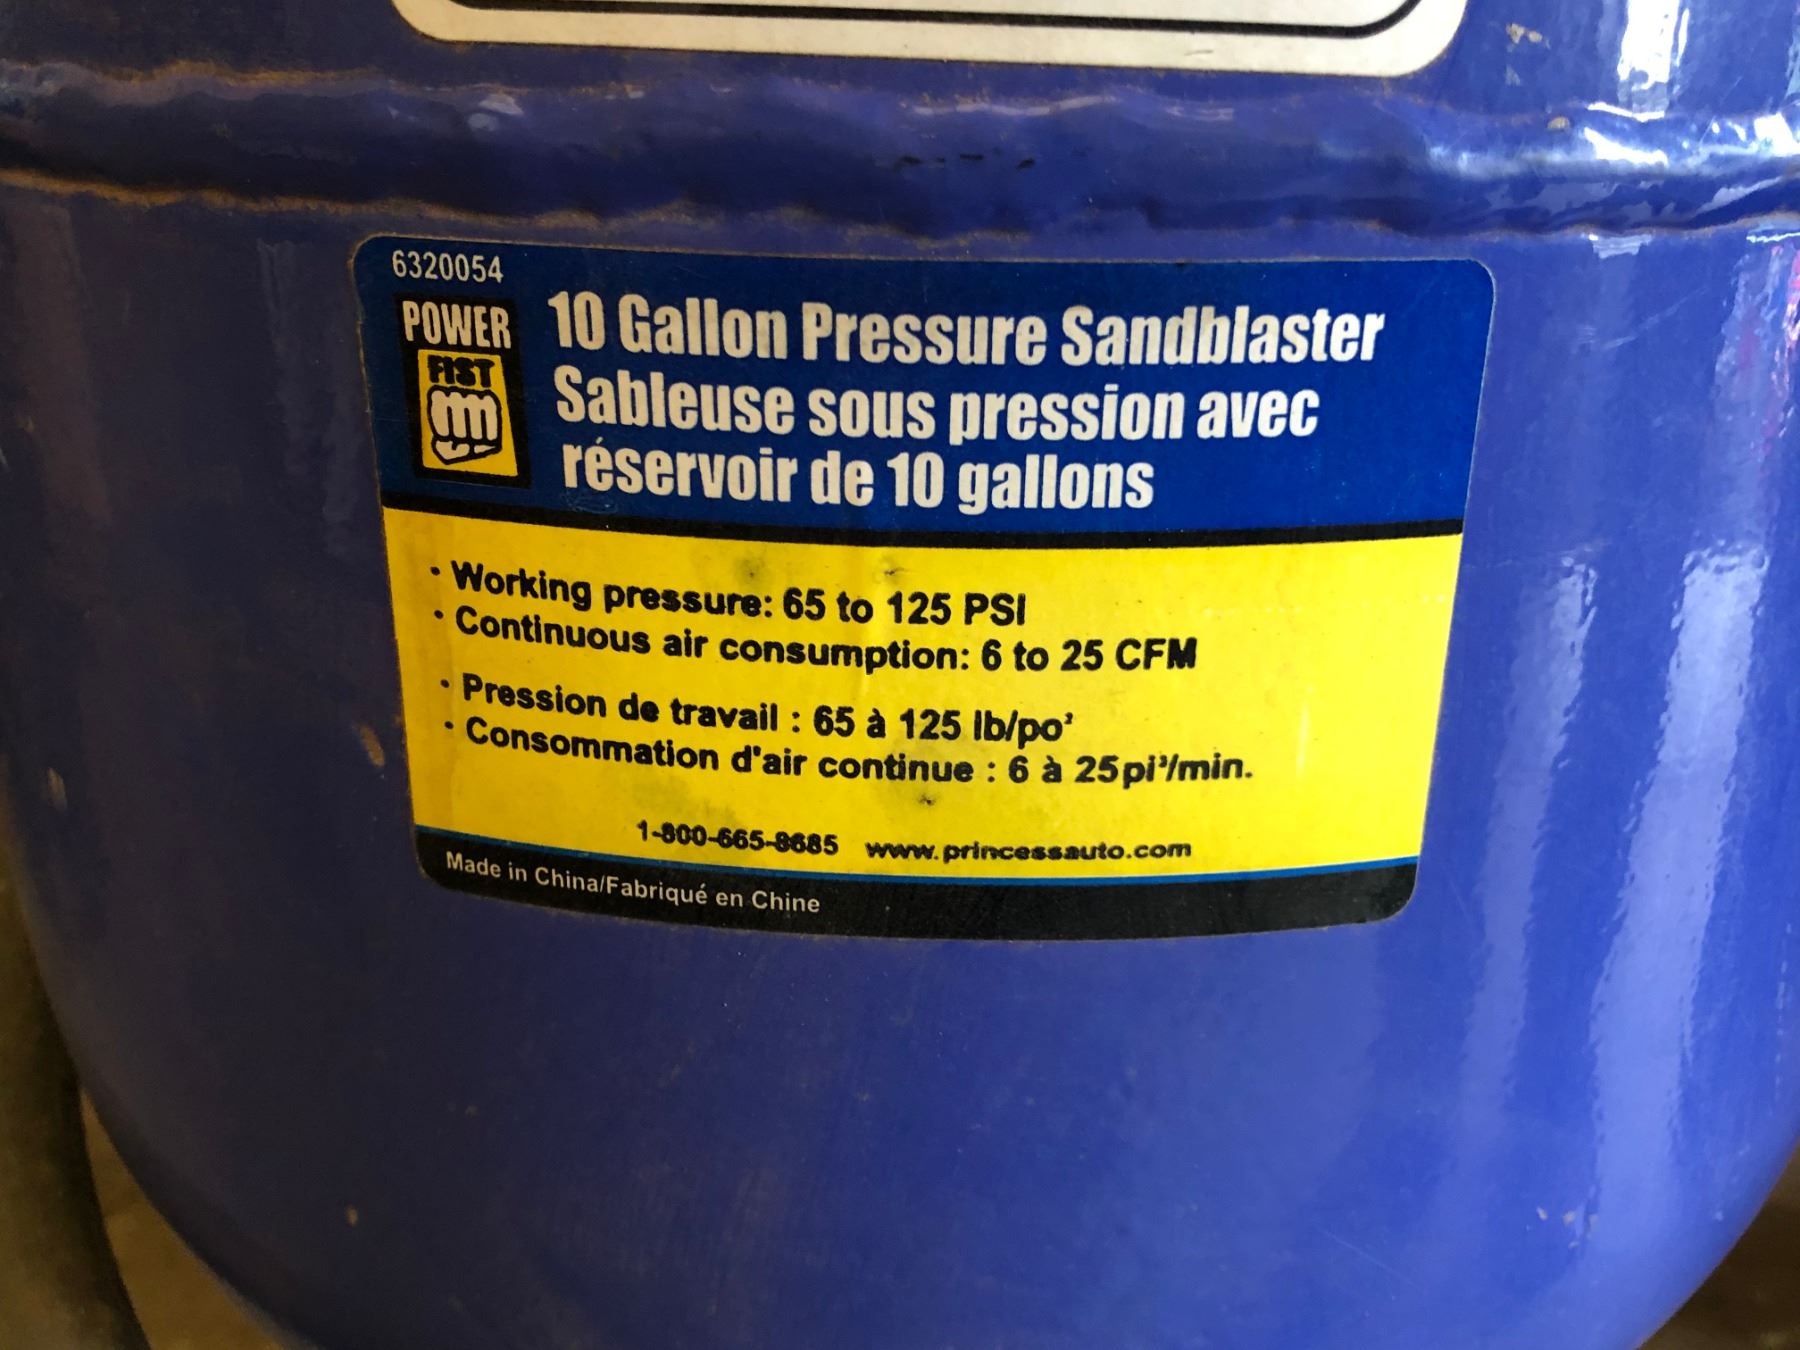 6320054
POWER
FIST
10 Gallon Pressure Sandblaster
Sableuse sous pression avec
réservoir de 10 gallons
· Working pressure: 65 to 125 PSI
· Continuous air consumption: 6 to 25 CFM
· Pression de travail : 65 à 125 lb/po²
· Consommation d'air continue : 6 à 25pi³/min.
1-800-665-8685 www.princessauto.com
Made in China/Fabriqué en Chine